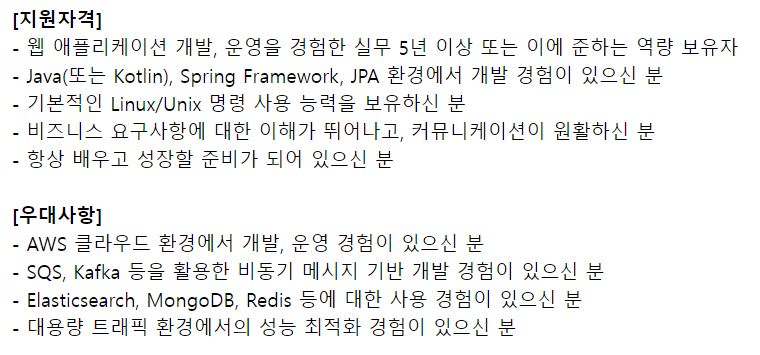 [지원자격]
- 웹 애플리케이션 개발, 운영을 경험한 실무 5년 이상 또는 이에 준하는 역량 보유자
- Java(또는 Kotlin), Spring Framework, JPA 환경에서 개발 경험이 있으신 분
- 기본적인 Linux/Unix 명령 사용 능력을 보유하신 분
- 비즈니스 요구사항에 대한 이해가 뛰어나고, 커뮤니케이션이 원활하신 분
- 항상 배우고 성장할 준비가 되어 있으신 분
[우대사항]
- AWS 클라우드 환경에서 개발, 운영 경험이 있으신 분
- SQS, Kafka 등을 활용한 비동기 메시지 기반 개발 경험이 있으신 분
- Elasticsearch, MongoDB, Redis 등에 대한 사용 경험이 있으신 분
- 대용량 트래픽 환경에서의 성능 최적화 경험이 있으신 분